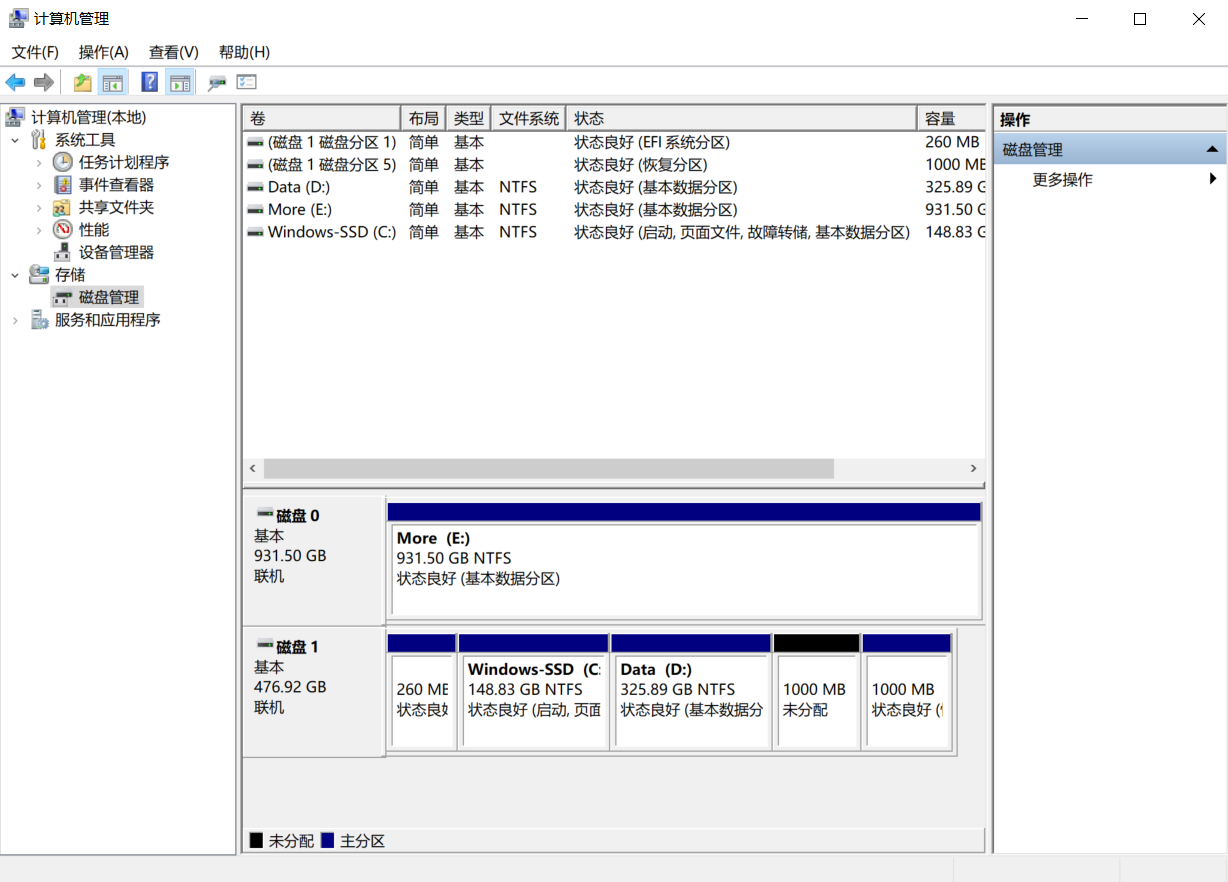 计算机管理
文件(F) 操作(A) 查看(V) 帮助(H)
计算机管理(本地)
系统工具
任务计划程序
事件查看器
共享文件夹
性能
设备管理器
存储
磁盘管理
服务和应用程序
卷 布局 类型 文件系统 状态 容量
(磁盘 1 磁盘分区 1) 简单 基本 状态良好 (EFI 系统分区) 260 MB
(磁盘 1 磁盘分区 5) 简单 基本 状态良好 (恢复分区) 1000 MB
Data (D:) 简单 基本 NTFS 状态良好 (基本数据分区) 325.89 G
More (E:) 简单 基本 NTFS 状态良好 (基本数据分区) 931.50 G
Windows-SSD (C:) 简单 基本 NTFS 状态良好 (启动, 页面文件, 故障转储, 基本数据分区) 148.83 G
磁盘 0
基本
931.50 GB
联机
More (E:)
931.50 GB NTFS
状态良好 (基本数据分区)
磁盘 1
基本
476.92 GB
联机
260 MB
状态良好
Windows-SSD (C:
148.83 GB NTFS
状态良好 (启动, 页面
Data (D:)
325.89 GB NTFS
状态良好 (基本数据分
1000 MB
未分配
1000 MB
状态良好 (
未分配 主分区
操作
磁盘管理
更多操作